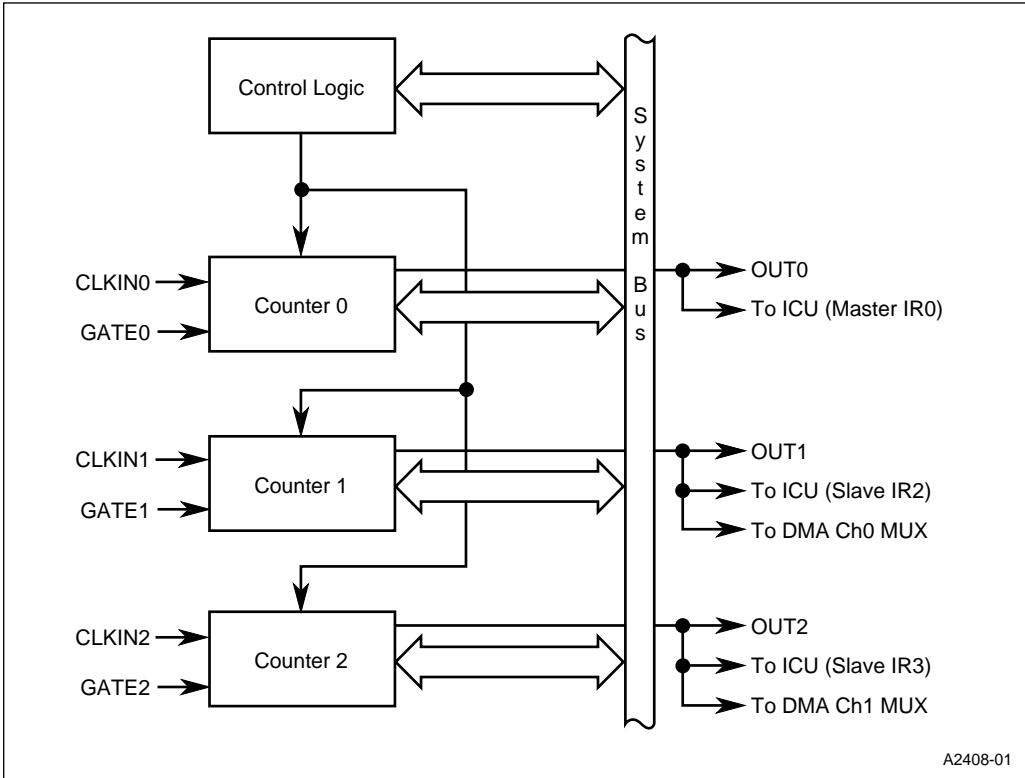 Control Logic
System Bus
CLKIN0
GATE0
Counter 0
OUT0
To ICU (Master IR0)
CLKIN1
GATE1
Counter 1
OUT1
To ICU (Slave IR2)
To DMA Ch0 MUX
CLKIN2
GATE2
Counter 2
OUT2
To ICU (Slave IR3)
To DMA Ch1 MUX
A2408-01